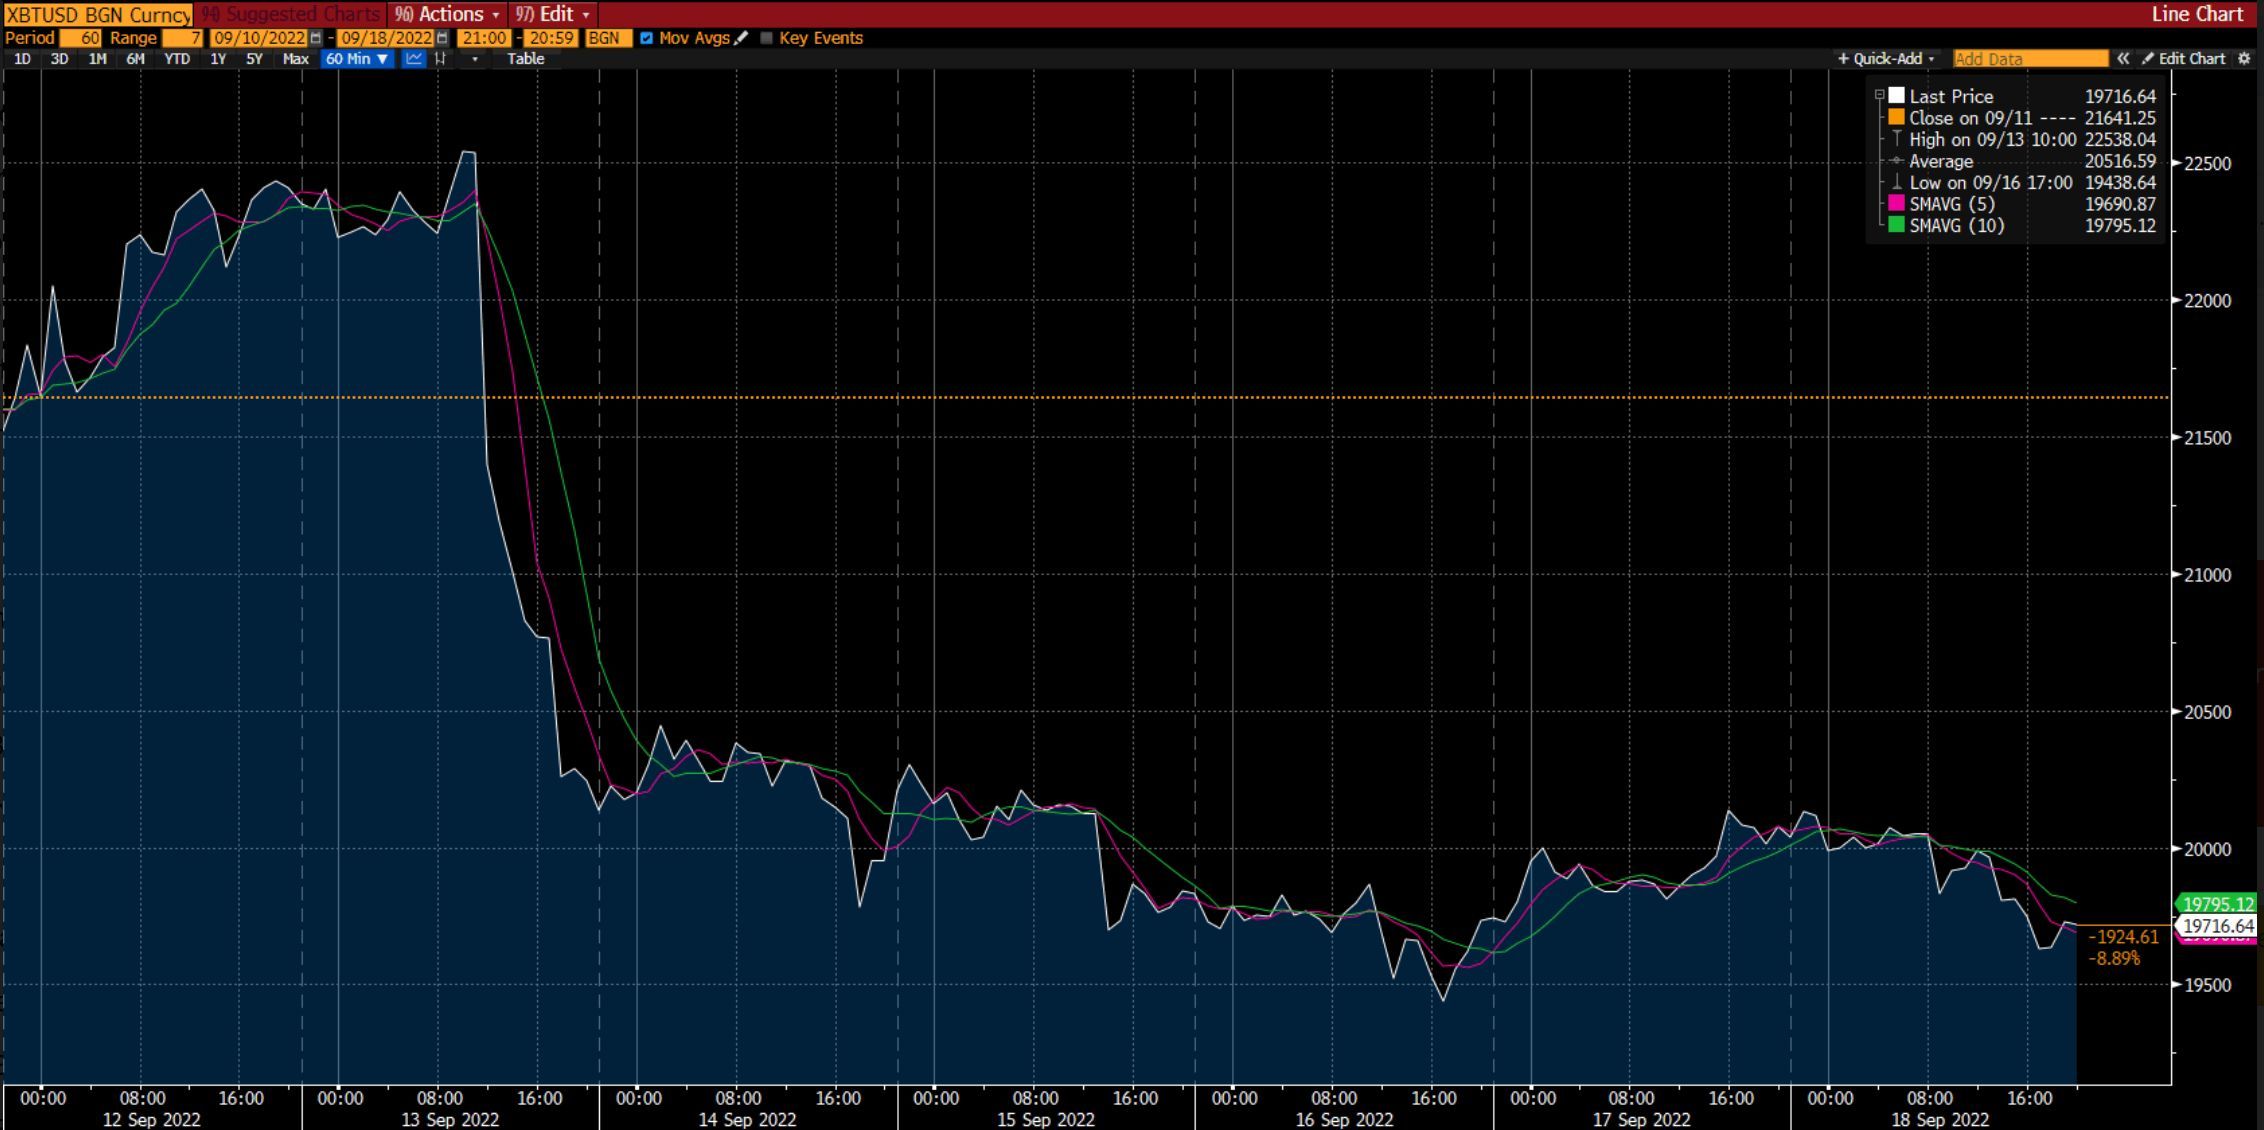 XBTUSD BGN Curncy 94) Suggested Charts 96) Actions 97) Edit Line Chart
Period 60 Range 7 09/10/2022 - 09/18/2022 21:00 - 20:59 BGN Mov Avgs Key Events
1D 3D 1M 6M YTD 1Y 5Y Max 60 Min ▼ Table + Quick-Add Add Data « Edit Chart
Last Price 19716.64
Close on 09/11 ---- 21641.25
High on 09/13 10:00 22538.04
Average 20516.59
Low on 09/16 17:00 19438.64
SMAVG (5) 19690.87
SMAVG (10) 19795.12
22500
22000
21500
21000
20500
20000
19795.12
19716.64
-1924.61
-8.89%
19500
00:00 08:00 16:00 00:00 08:00 16:00 00:00 08:00 16:00 00:00 08:00 16:00 00:00 08:00 16:00 00:00 08:00 16:00 00:00 08:00 16:00
12 Sep 2022 13 Sep 2022 14 Sep 2022 15 Sep 2022 16 Sep 2022 17 Sep 2022 18 Sep 2022